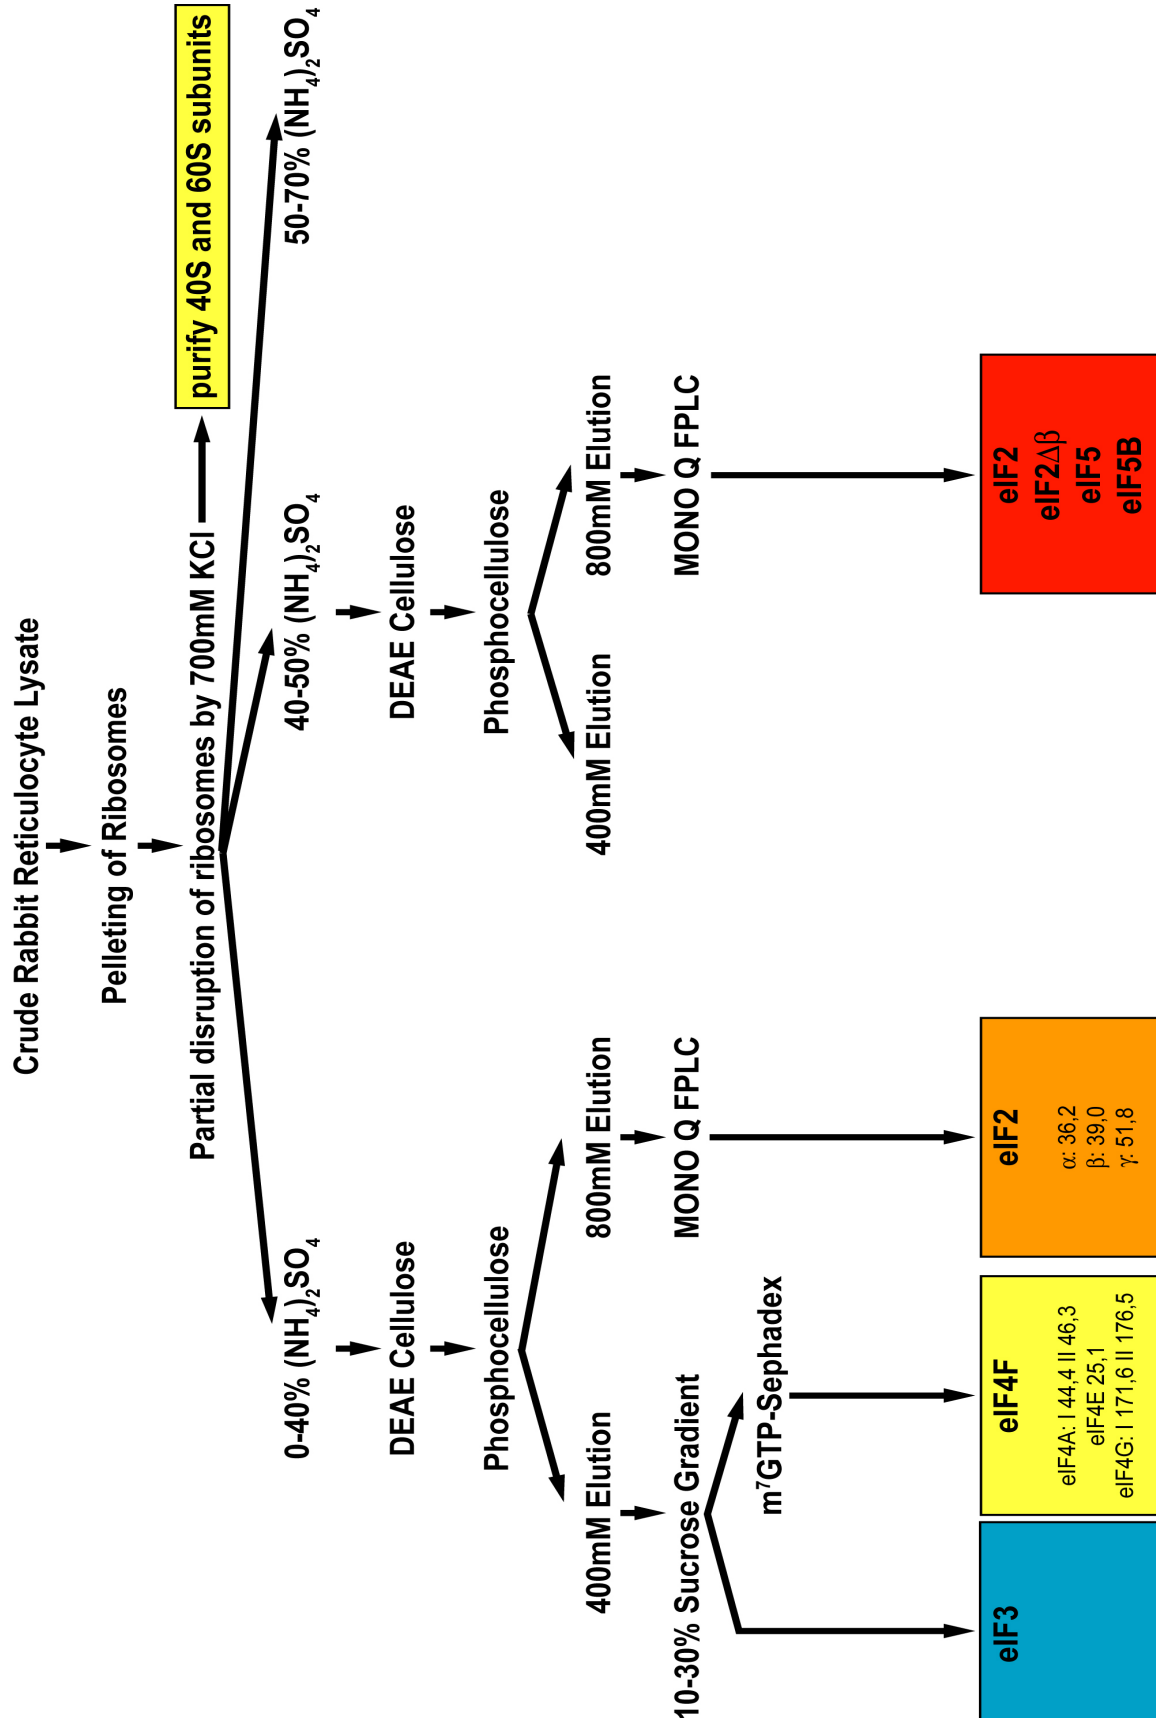 Crude Rabbit Reticulocyte Lysate
Pelleting of Ribosomes
Partial disruption of ribosomes by 700mM KCl
purify 40S and 60S subunits
0-40% (NH₄)₂SO₄
40-50% (NH₄)₂SO₄
50-70% (NH₄)₂SO₄
DEAE Cellulose
DEAE Cellulose
Phosphocellulose
Phosphocellulose
400mM Elution
800mM Elution
400mM Elution
800mM Elution
10-30% Sucrose Gradient
MONO Q FPLC
MONO Q FPLC
m⁷GTP-Sephadex
eIF3
eIF4F
eIF4A: I 44,4 II 46,3
eIF4E 25,1
eIF4G: I 171,6 II 176,5
eIF2
α: 36,2
β: 39,0
γ: 51,8
eIF2
eIF2Δβ
eIF5
eIF5B